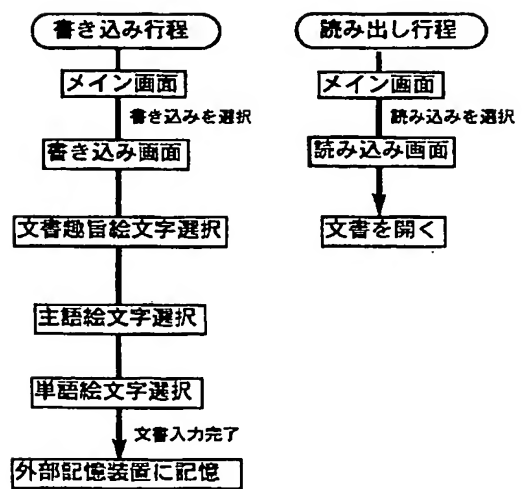 書き込み行程
メイン画面
書き込みを選択
書き込み画面
文書趣旨絵文字選択
主語絵文字選択
単語絵文字選択
文書入力完了
外部記憶装置に記憶
読み出し行程
メイン画面
読み込みを選択
読み込み画面
文書を開く